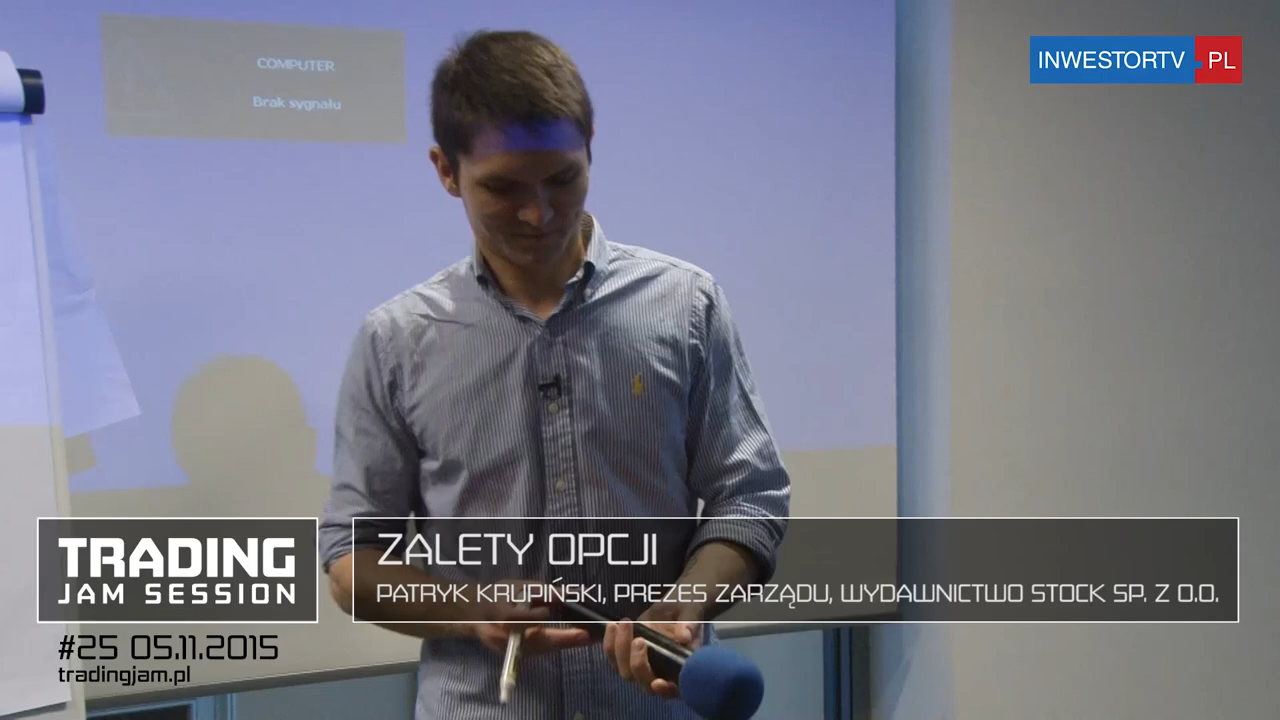 COMPUTER
Brak sygnału
INWESTORTV.PL
TRADING
JAM SESSION
ZALETY OPCJI
PATRYK KRUPIŃSKI, PREZES ZARZĄDU, WYDAWNICTWO STOCK SP. Z O.O.
#25 05.11.2015
tradingjam.pl